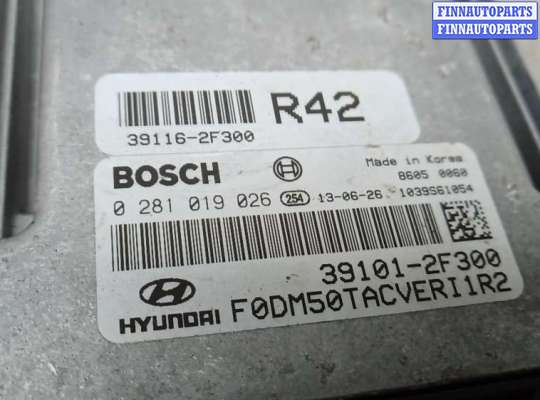 FINNAUTOPARTS
FINNAUTOPARTS
R42
39116-2F300
BOSCH
Made in Korea
8605 0060
0 281 019 026 254 13-06-26 1039S61054
39101-2F300
HYUNDAI F0DM50TACVERI1R2